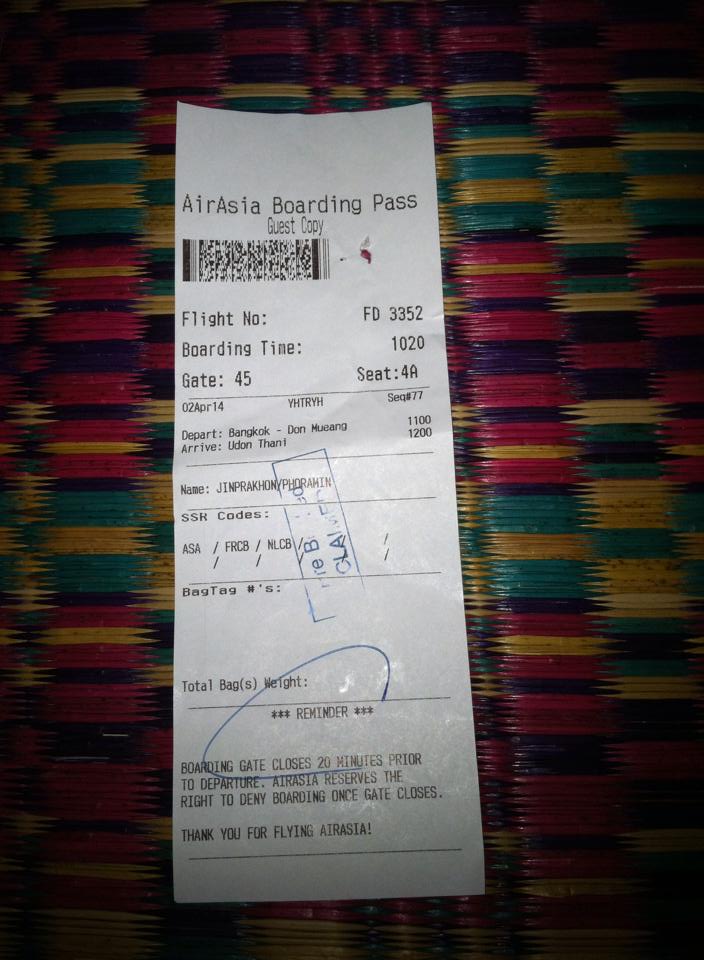 AirAsia Boarding Pass
Guest Copy
Flight No: FD 3352
Boarding Time: 1020
Gate: 45 Seat:4A
02Apr14 YHTRYH Seq#77
Depart: Bangkok - Don Mueang 1100
Arrive: Udon Thani 1200
Name: JINPRAKHON/PHORAMIN
SSR Codes:
ASA / FRCB / NLCB / /
/ / /
BagTag #'s:
Total Bag(s) Weight:
*** REMINDER ***
BOARDING GATE CLOSES 20 MINUTES PRIOR
TO DEPARTURE. AIRASIA RESERVES THE
RIGHT TO DENY BOARDING ONCE GATE CLOSES.
THANK YOU FOR FLYING AIRASIA!